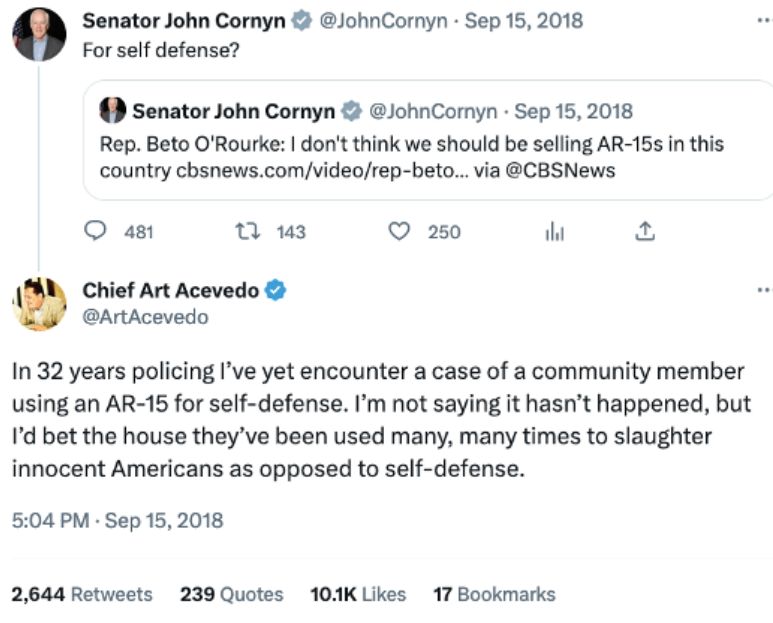 Senator John Cornyn @JohnCornyn · Sep 15, 2018
For self defense?
Senator John Cornyn @JohnCornyn · Sep 15, 2018
Rep. Beto O'Rourke: I don't think we should be selling AR-15s in this
country cbsnews.com/video/rep-beto... via @CBSNews
481 143 250
Chief Art Acevedo
@ArtAcevedo
In 32 years policing I’ve yet encounter a case of a community member
using an AR-15 for self-defense. I’m not saying it hasn’t happened, but
I’d bet the house they’ve been used many, many times to slaughter
innocent Americans as opposed to self-defense.
5:04 PM · Sep 15, 2018
2,644 Retweets 239 Quotes 10.1K Likes 17 Bookmarks